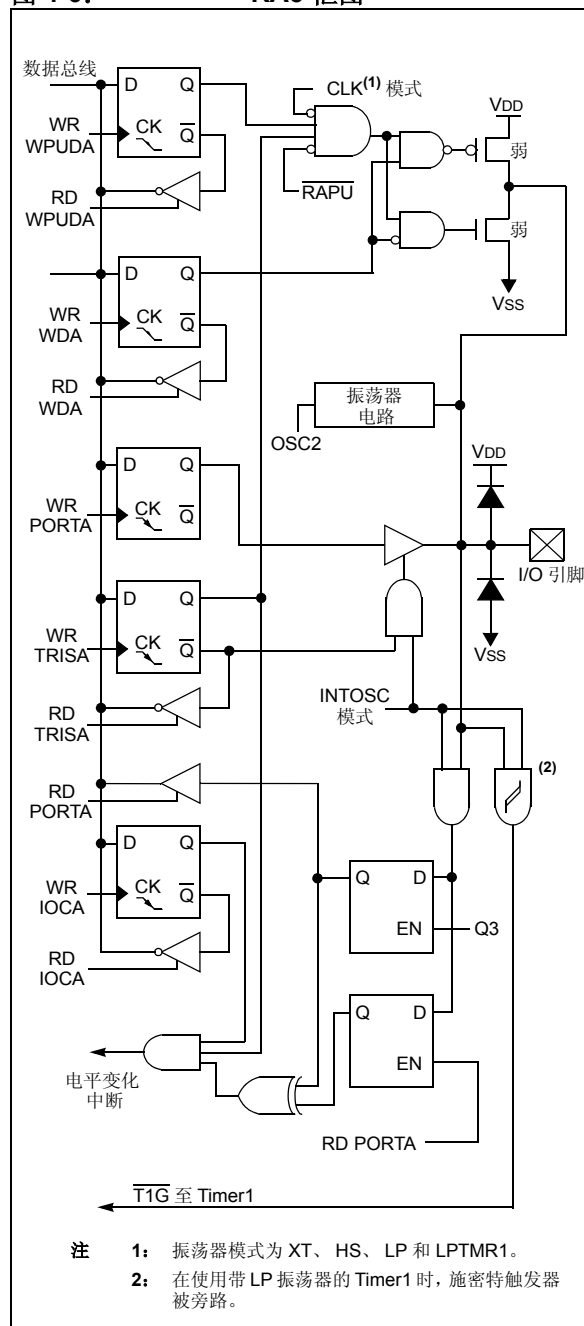 数据总线
D Q
CLK(1) 模式
VDD
WR
WPUDA
CK Q
弱
RD
WPUDA
RAPU
弱
VSS
D Q
WR
WDA
CK Q
RD
WDA
振荡器
电路
OSC2
VDD
D Q
WR
PORTA
CK Q
I/O 引脚
VSS
D Q
WR
TRISA
CK Q
INTOSC
模式
RD
TRISA
(2)
RD
PORTA
D Q
WR
IOCA
CK Q
Q D
EN
Q3
RD
IOCA
Q D
EN
电平变化
中断
RD PORTA
T1G 至 Timer1
注 1: 振荡器模式为 XT、 HS、 LP 和 LPTMR1。
2: 在使用带 LP 振荡器的 Timer1 时，施密特触发器
被旁路。